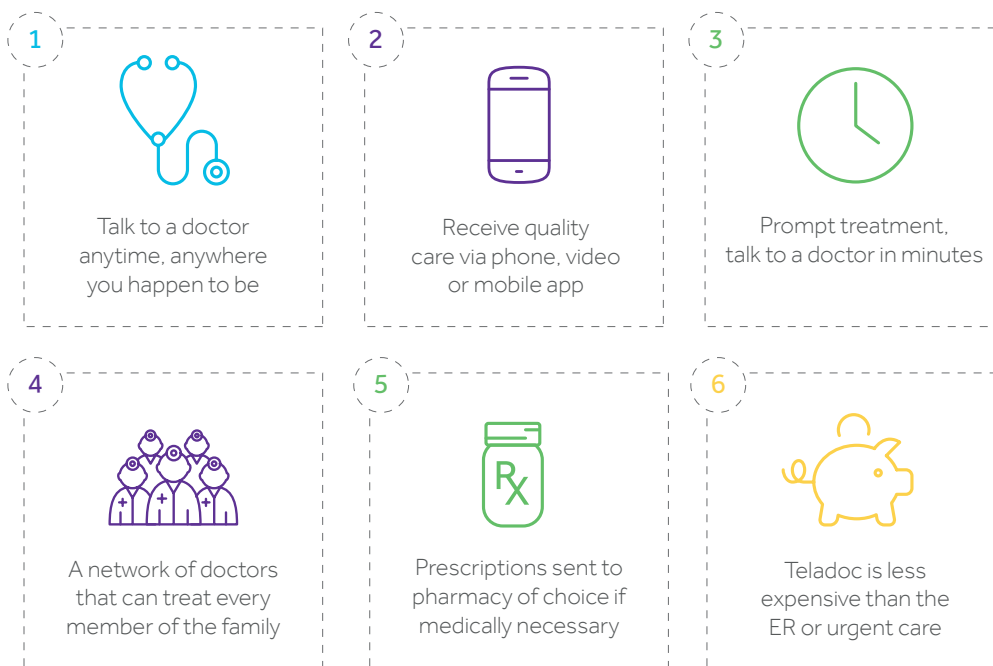 1
Talk to a doctor
anytime, anywhere
you happen to be
2
Receive quality
care via phone, video
or mobile app
3
Prompt treatment,
talk to a doctor in minutes
4
A network of doctors
that can treat every
member of the family
5
RX
Prescriptions sent to
pharmacy of choice if
medically necessary
6
Teladoc is less
expensive than the
ER or urgent care